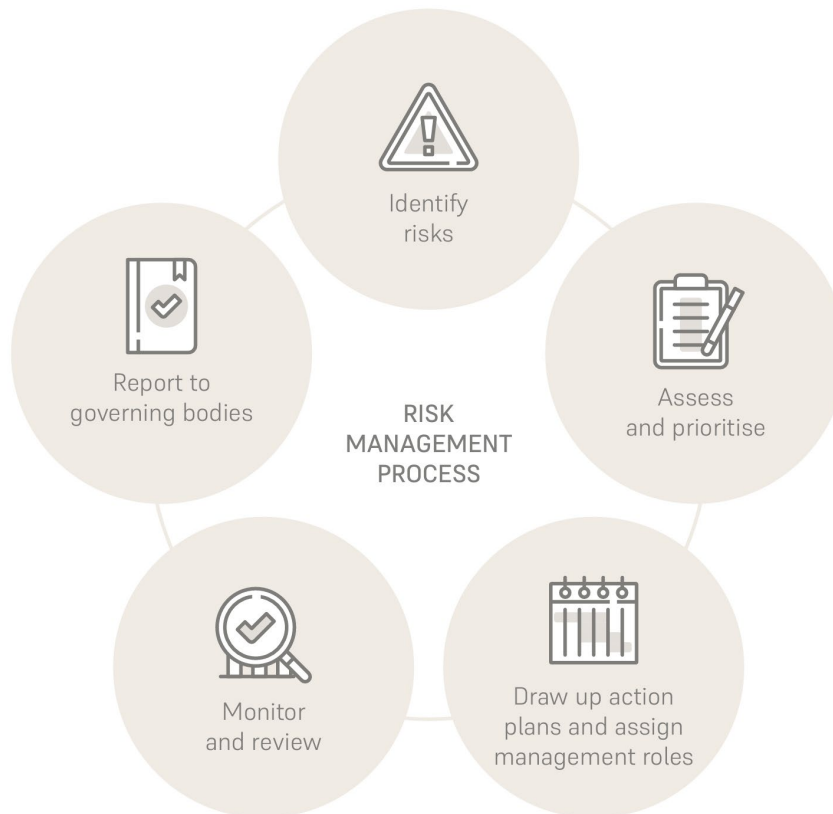 Identify
risks
Assess
and prioritise
Draw up action
plans and assign
management roles
Monitor
and review
Report to
governing bodies
RISK
MANAGEMENT
PROCESS